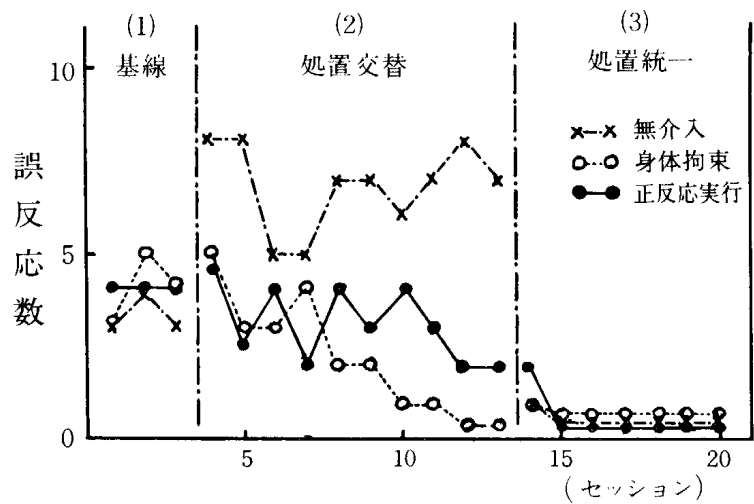 (1) (2) (3)
基線 処置交替 処置統一
10
無介入
身体拘束
正反応実行
誤反応数
5
0
5 10 15 20
(セッション)